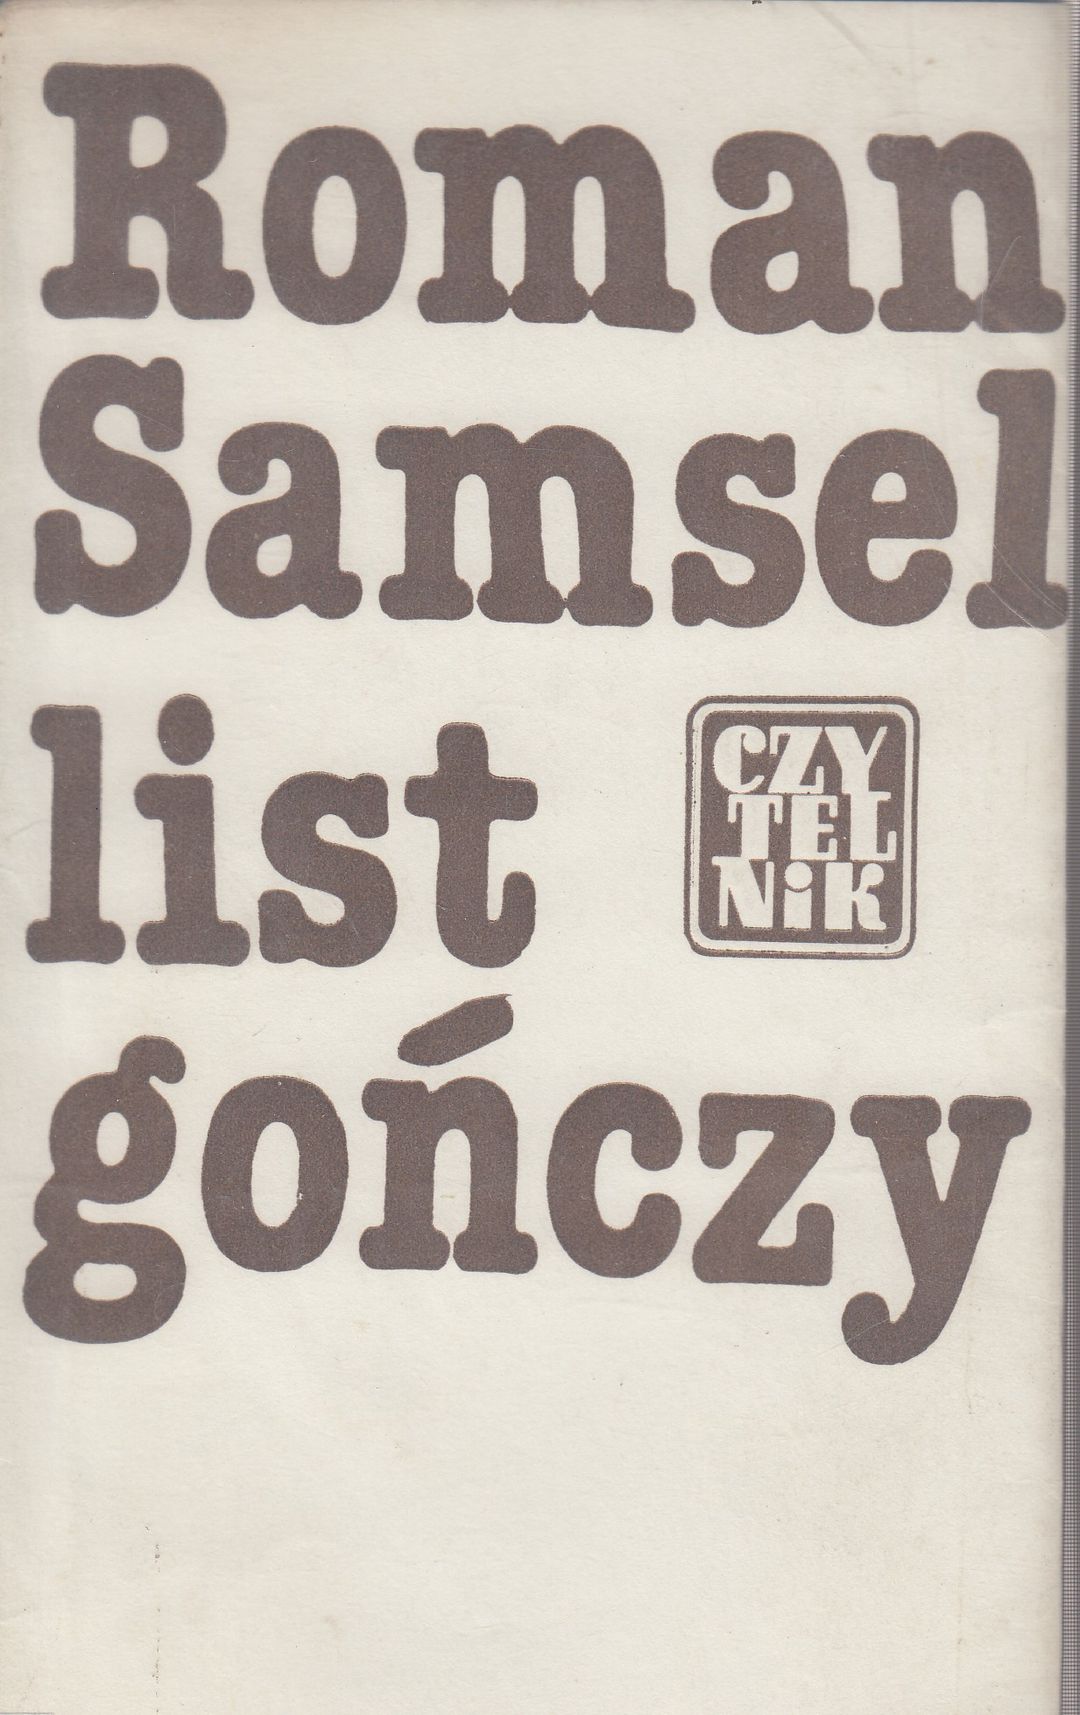 Roman
Samsel
list
CZY
TEL
NiK
gończy